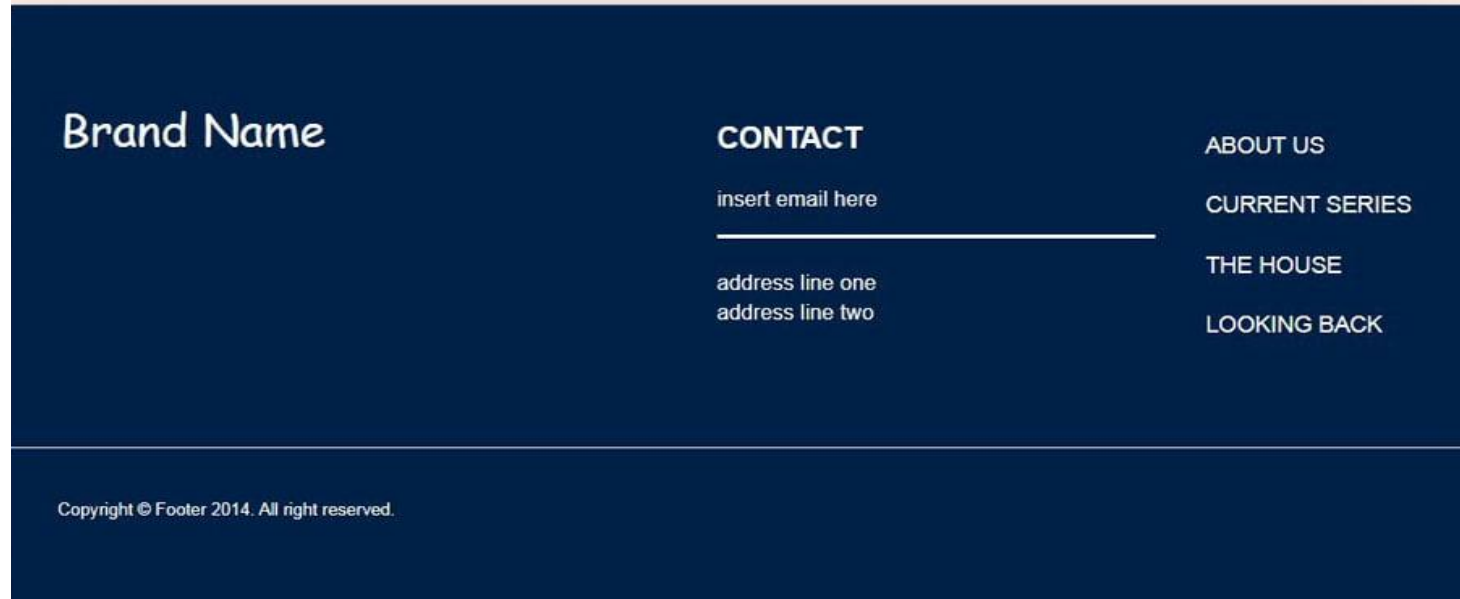 Brand Name
CONTACT
insert email here
address line one
address line two
ABOUT US
CURRENT SERIES
THE HOUSE
LOOKING BACK
Copyright © Footer 2014. All right reserved.